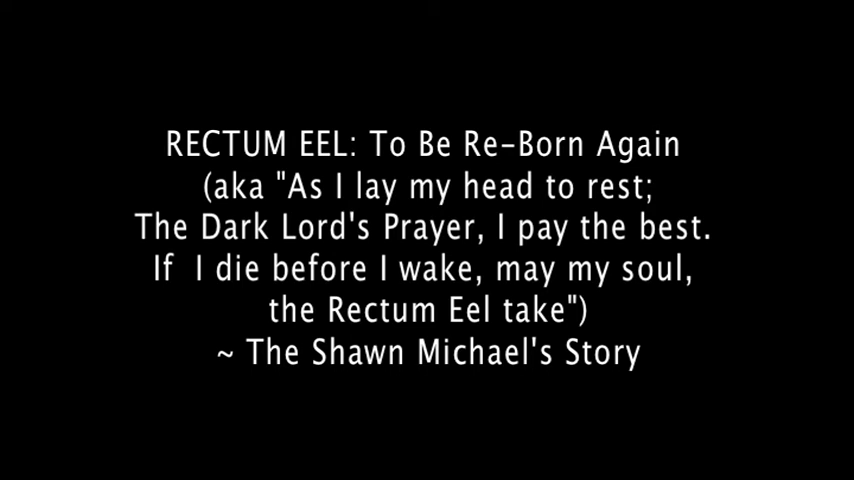 RECTUM EEL: To Be Re-Born Again
(aka "As I lay my head to rest;
The Dark Lord's Prayer, I pay the best.
If  I die before I wake, may my soul,
the Rectum Eel take")
~ The Shawn Michael's Story